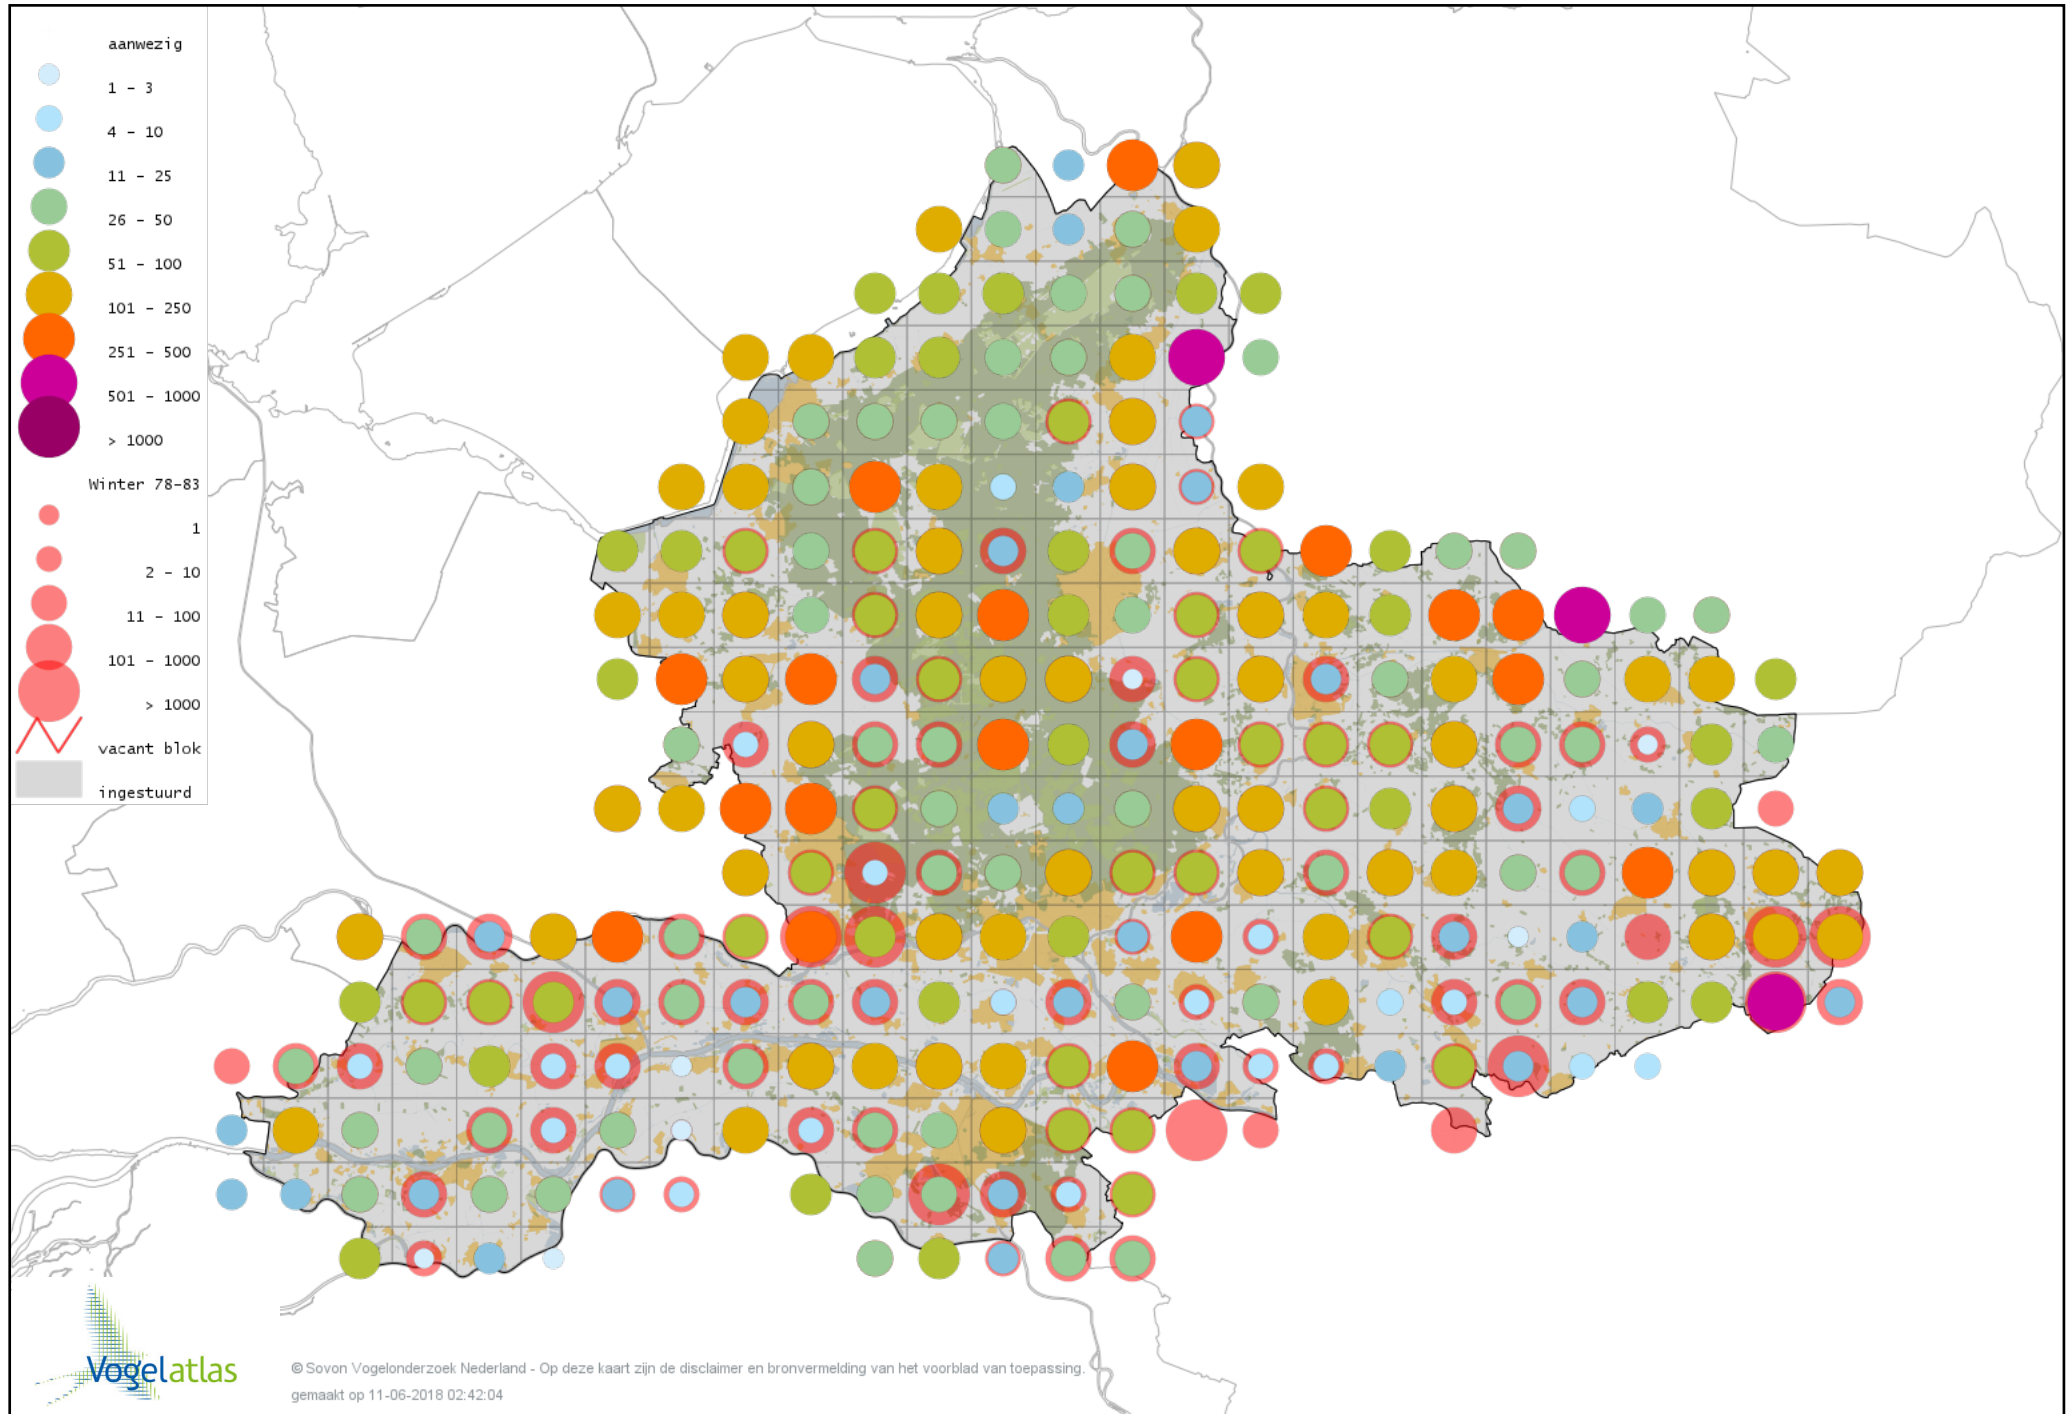 aanwezig
1 - 3
4 - 10
11 - 25
26 - 50
51 - 100
101 - 250
251 - 500
501 - 1000
> 1000
Winter 78-83
1
2 - 10
11 - 100
101 - 1000
> 1000
vacant blok
ingestuurd
Vogelatlas
© Sovon Vogelonderzoek Nederland - Op deze kaart zijn de disclaimer en bronvermelding van het voorblad van toepassing.
gemaakt op 11-06-2018 02:42:04